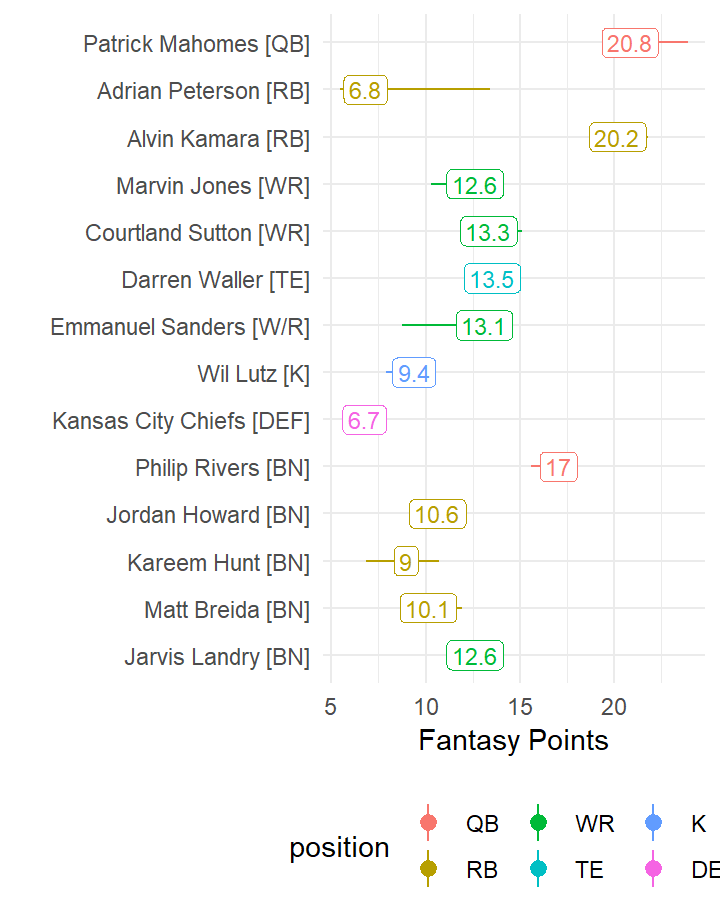 Patrick Mahomes [QB] 20.8
Adrian Peterson [RB] 6.8
Alvin Kamara [RB] 20.2
Marvin Jones [WR] 12.6
Courtland Sutton [WR] 13.3
Darren Waller [TE] 13.5
Emmanuel Sanders [W/R] 13.1
Wil Lutz [K] 9.4
Kansas City Chiefs [DEF] 6.7
Philip Rivers [BN] 17
Jordan Howard [BN] 10.6
Kareem Hunt [BN] 9
Matt Breida [BN] 10.1
Jarvis Landry [BN] 12.6
5 10 15 20
Fantasy Points
position
QB WR K
RB TE DE